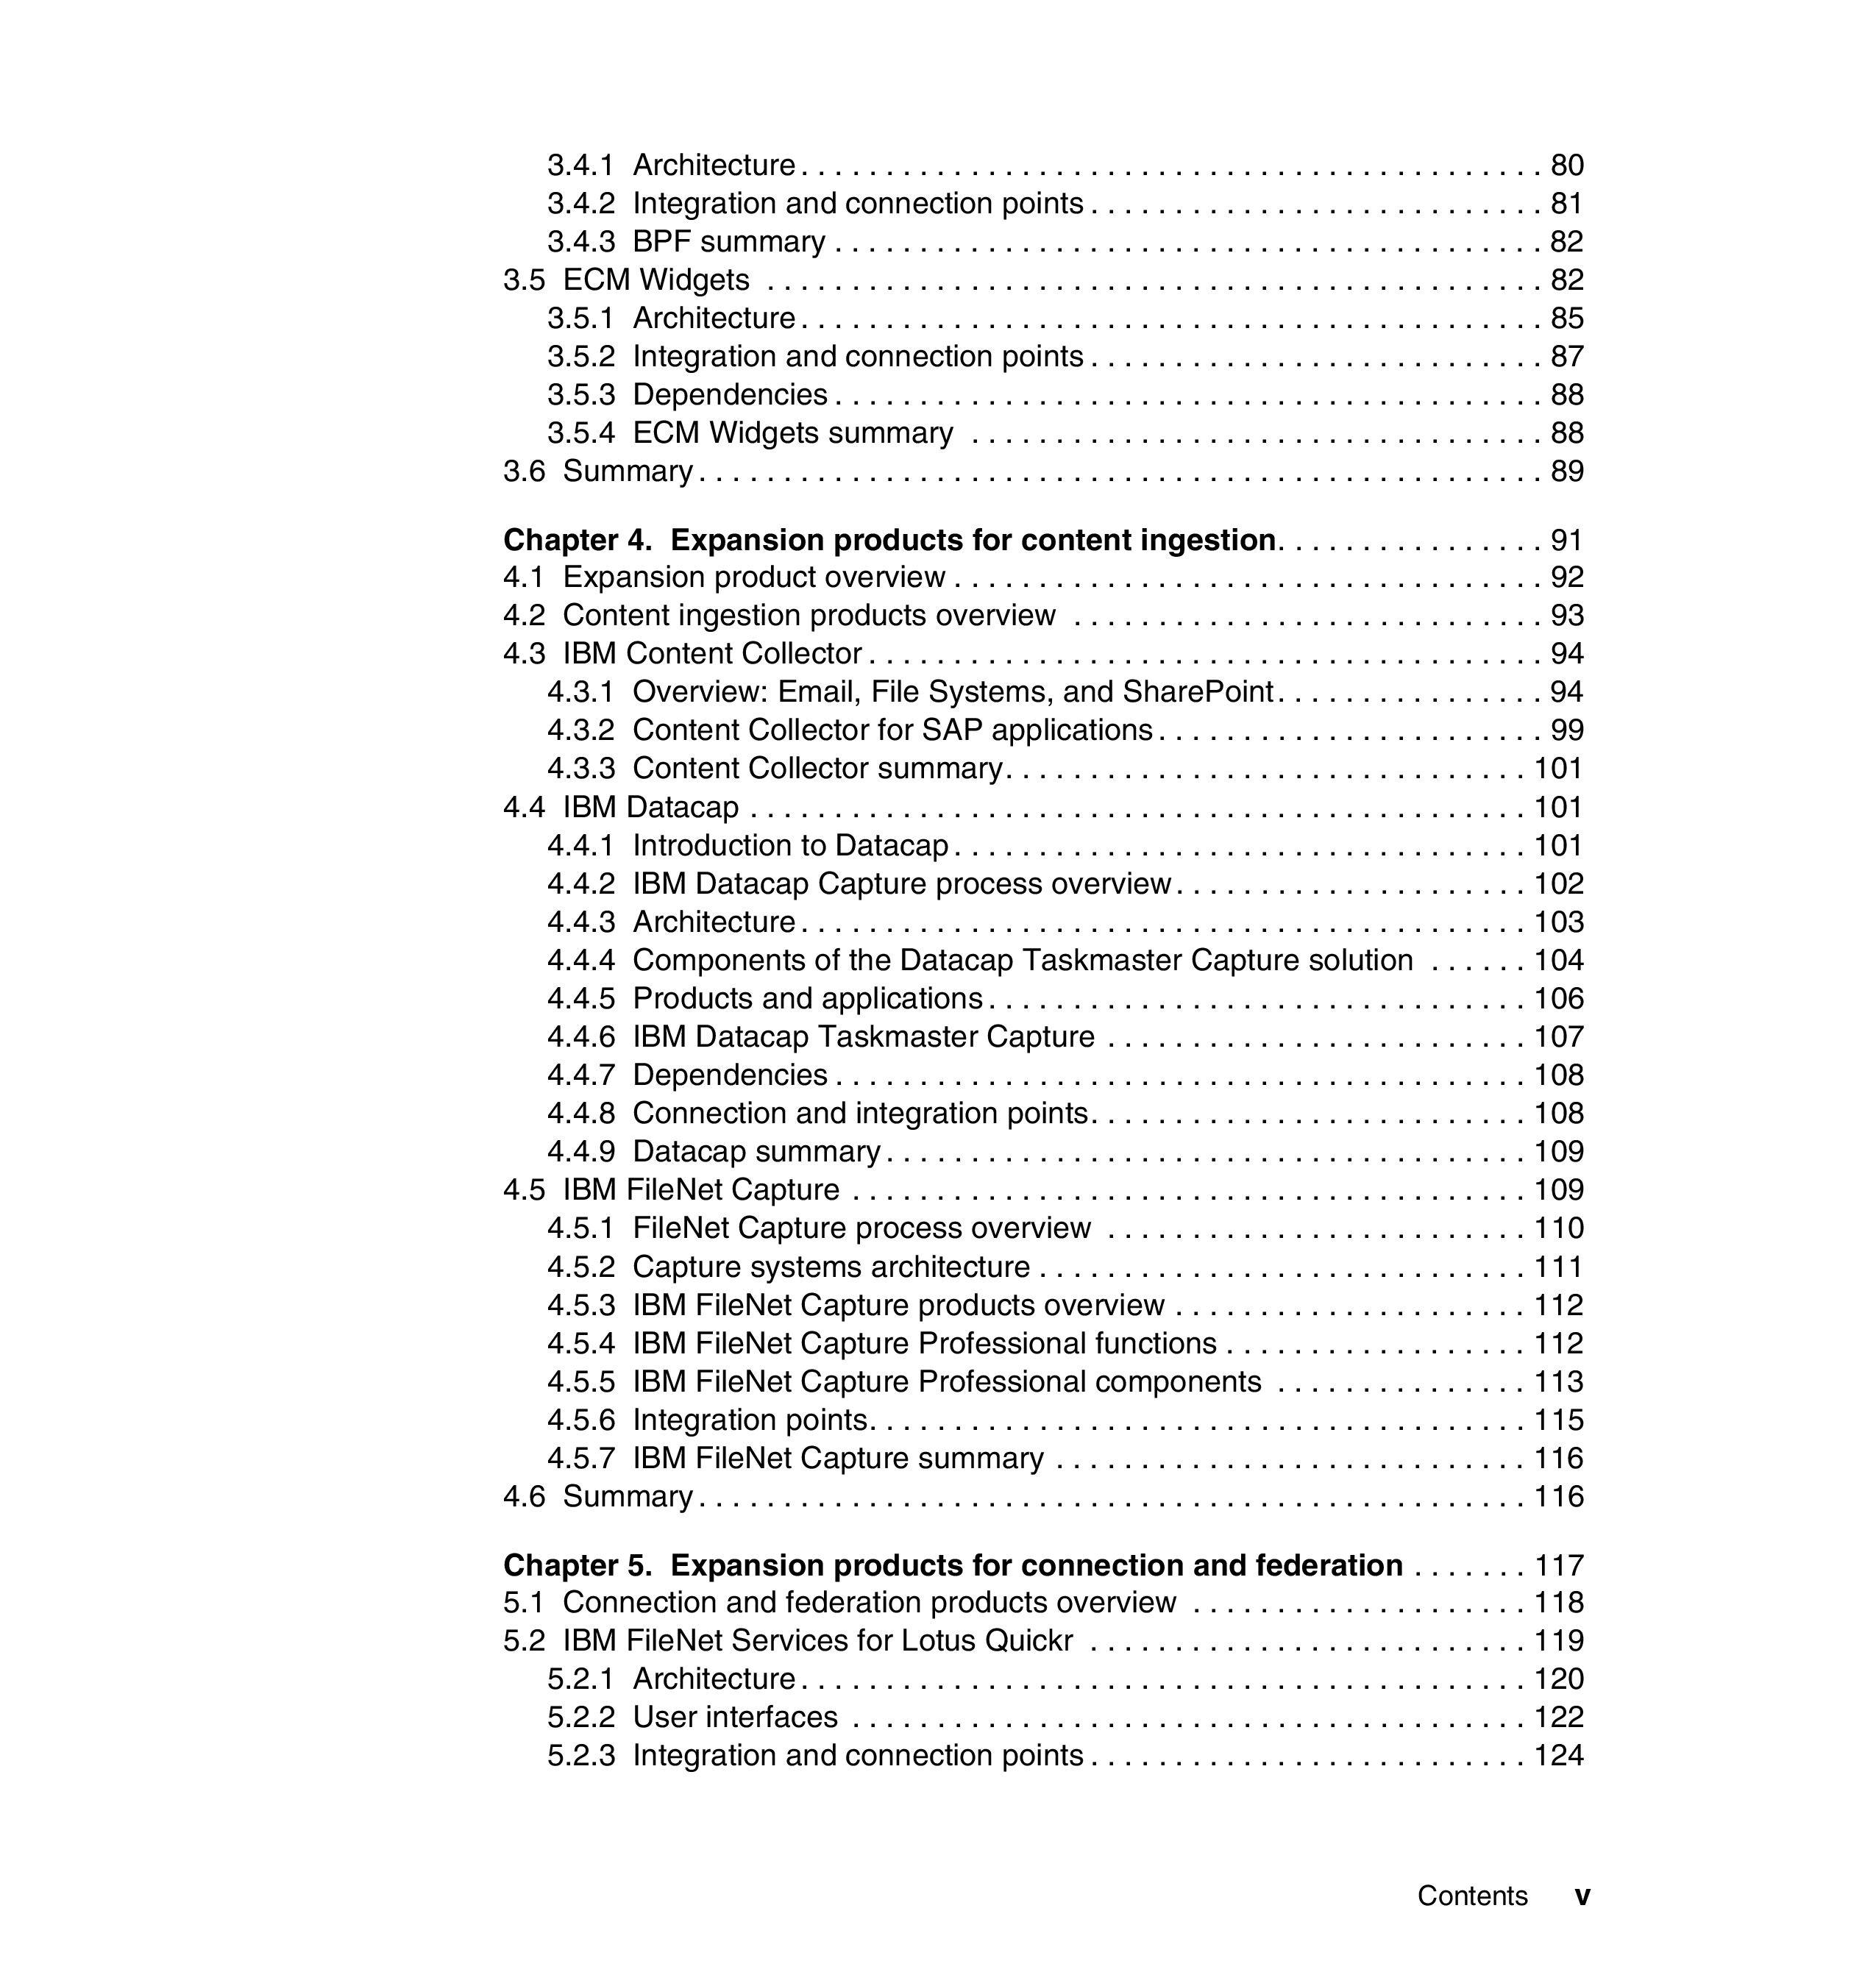 3.4.1 Architecture. . . . . . . . . . . . . . . . . . . . . . . . . . . . . . . . . . . . . . . . . . . . 80
3.4.2 Integration and connection points . . . . . . . . . . . . . . . . . . . . . . . . . . . 81
3.4.3 BPF summary . . . . . . . . . . . . . . . . . . . . . . . . . . . . . . . . . . . . . . . . . . 82
3.5 ECM Widgets . . . . . . . . . . . . . . . . . . . . . . . . . . . . . . . . . . . . . . . . . . . . . . 82
3.5.1 Architecture. . . . . . . . . . . . . . . . . . . . . . . . . . . . . . . . . . . . . . . . . . . . 85
3.5.2 Integration and connection points . . . . . . . . . . . . . . . . . . . . . . . . . . . 87
3.5.3 Dependencies . . . . . . . . . . . . . . . . . . . . . . . . . . . . . . . . . . . . . . . . . . 88
3.5.4 ECM Widgets summary . . . . . . . . . . . . . . . . . . . . . . . . . . . . . . . . . . 88
3.6 Summary . . . . . . . . . . . . . . . . . . . . . . . . . . . . . . . . . . . . . . . . . . . . . . . . . . 89
Chapter 4. Expansion products for content ingestion. . . . . . . . . . . . . . . . 91
4.1 Expansion product overview . . . . . . . . . . . . . . . . . . . . . . . . . . . . . . . . . . . 92
4.2 Content ingestion products overview . . . . . . . . . . . . . . . . . . . . . . . . . . . . 93
4.3 IBM Content Collector . . . . . . . . . . . . . . . . . . . . . . . . . . . . . . . . . . . . . . . . 94
4.3.1 Overview: Email, File Systems, and SharePoint. . . . . . . . . . . . . . . . 94
4.3.2 Content Collector for SAP applications . . . . . . . . . . . . . . . . . . . . . . . 99
4.3.3 Content Collector summary. . . . . . . . . . . . . . . . . . . . . . . . . . . . . . . 101
4.4 IBM Datacap . . . . . . . . . . . . . . . . . . . . . . . . . . . . . . . . . . . . . . . . . . . . . . 101
4.4.1 Introduction to Datacap . . . . . . . . . . . . . . . . . . . . . . . . . . . . . . . . . . 101
4.4.2 IBM Datacap Capture process overview. . . . . . . . . . . . . . . . . . . . . 102
4.4.3 Architecture. . . . . . . . . . . . . . . . . . . . . . . . . . . . . . . . . . . . . . . . . . . 103
4.4.4 Components of the Datacap Taskmaster Capture solution . . . . . . 104
4.4.5 Products and applications . . . . . . . . . . . . . . . . . . . . . . . . . . . . . . . . 106
4.4.6 IBM Datacap Taskmaster Capture . . . . . . . . . . . . . . . . . . . . . . . . . 107
4.4.7 Dependencies . . . . . . . . . . . . . . . . . . . . . . . . . . . . . . . . . . . . . . . . . 108
4.4.8 Connection and integration points. . . . . . . . . . . . . . . . . . . . . . . . . . 108
4.4.9 Datacap summary . . . . . . . . . . . . . . . . . . . . . . . . . . . . . . . . . . . . . . 109
4.5 IBM FileNet Capture . . . . . . . . . . . . . . . . . . . . . . . . . . . . . . . . . . . . . . . . 109
4.5.1 FileNet Capture process overview . . . . . . . . . . . . . . . . . . . . . . . . . 110
4.5.2 Capture systems architecture . . . . . . . . . . . . . . . . . . . . . . . . . . . . . 111
4.5.3 IBM FileNet Capture products overview . . . . . . . . . . . . . . . . . . . . . 112
4.5.4 IBM FileNet Capture Professional functions . . . . . . . . . . . . . . . . . . 112
4.5.5 IBM FileNet Capture Professional components . . . . . . . . . . . . . . . 113
4.5.6 Integration points. . . . . . . . . . . . . . . . . . . . . . . . . . . . . . . . . . . . . . . 115
4.5.7 IBM FileNet Capture summary . . . . . . . . . . . . . . . . . . . . . . . . . . . . 116
4.6 Summary . . . . . . . . . . . . . . . . . . . . . . . . . . . . . . . . . . . . . . . . . . . . . . . . . 116
Chapter 5. Expansion products for connection and federation . . . . . . . 117
5.1 Connection and federation products overview . . . . . . . . . . . . . . . . . . . . 118
5.2 IBM FileNet Services for Lotus Quickr . . . . . . . . . . . . . . . . . . . . . . . . . . 119
5.2.1 Architecture. . . . . . . . . . . . . . . . . . . . . . . . . . . . . . . . . . . . . . . . . . . 120
5.2.2 User interfaces . . . . . . . . . . . . . . . . . . . . . . . . . . . . . . . . . . . . . . . . 122
5.2.3 Integration and connection points . . . . . . . . . . . . . . . . . . . . . . . . . . 124
Contents v